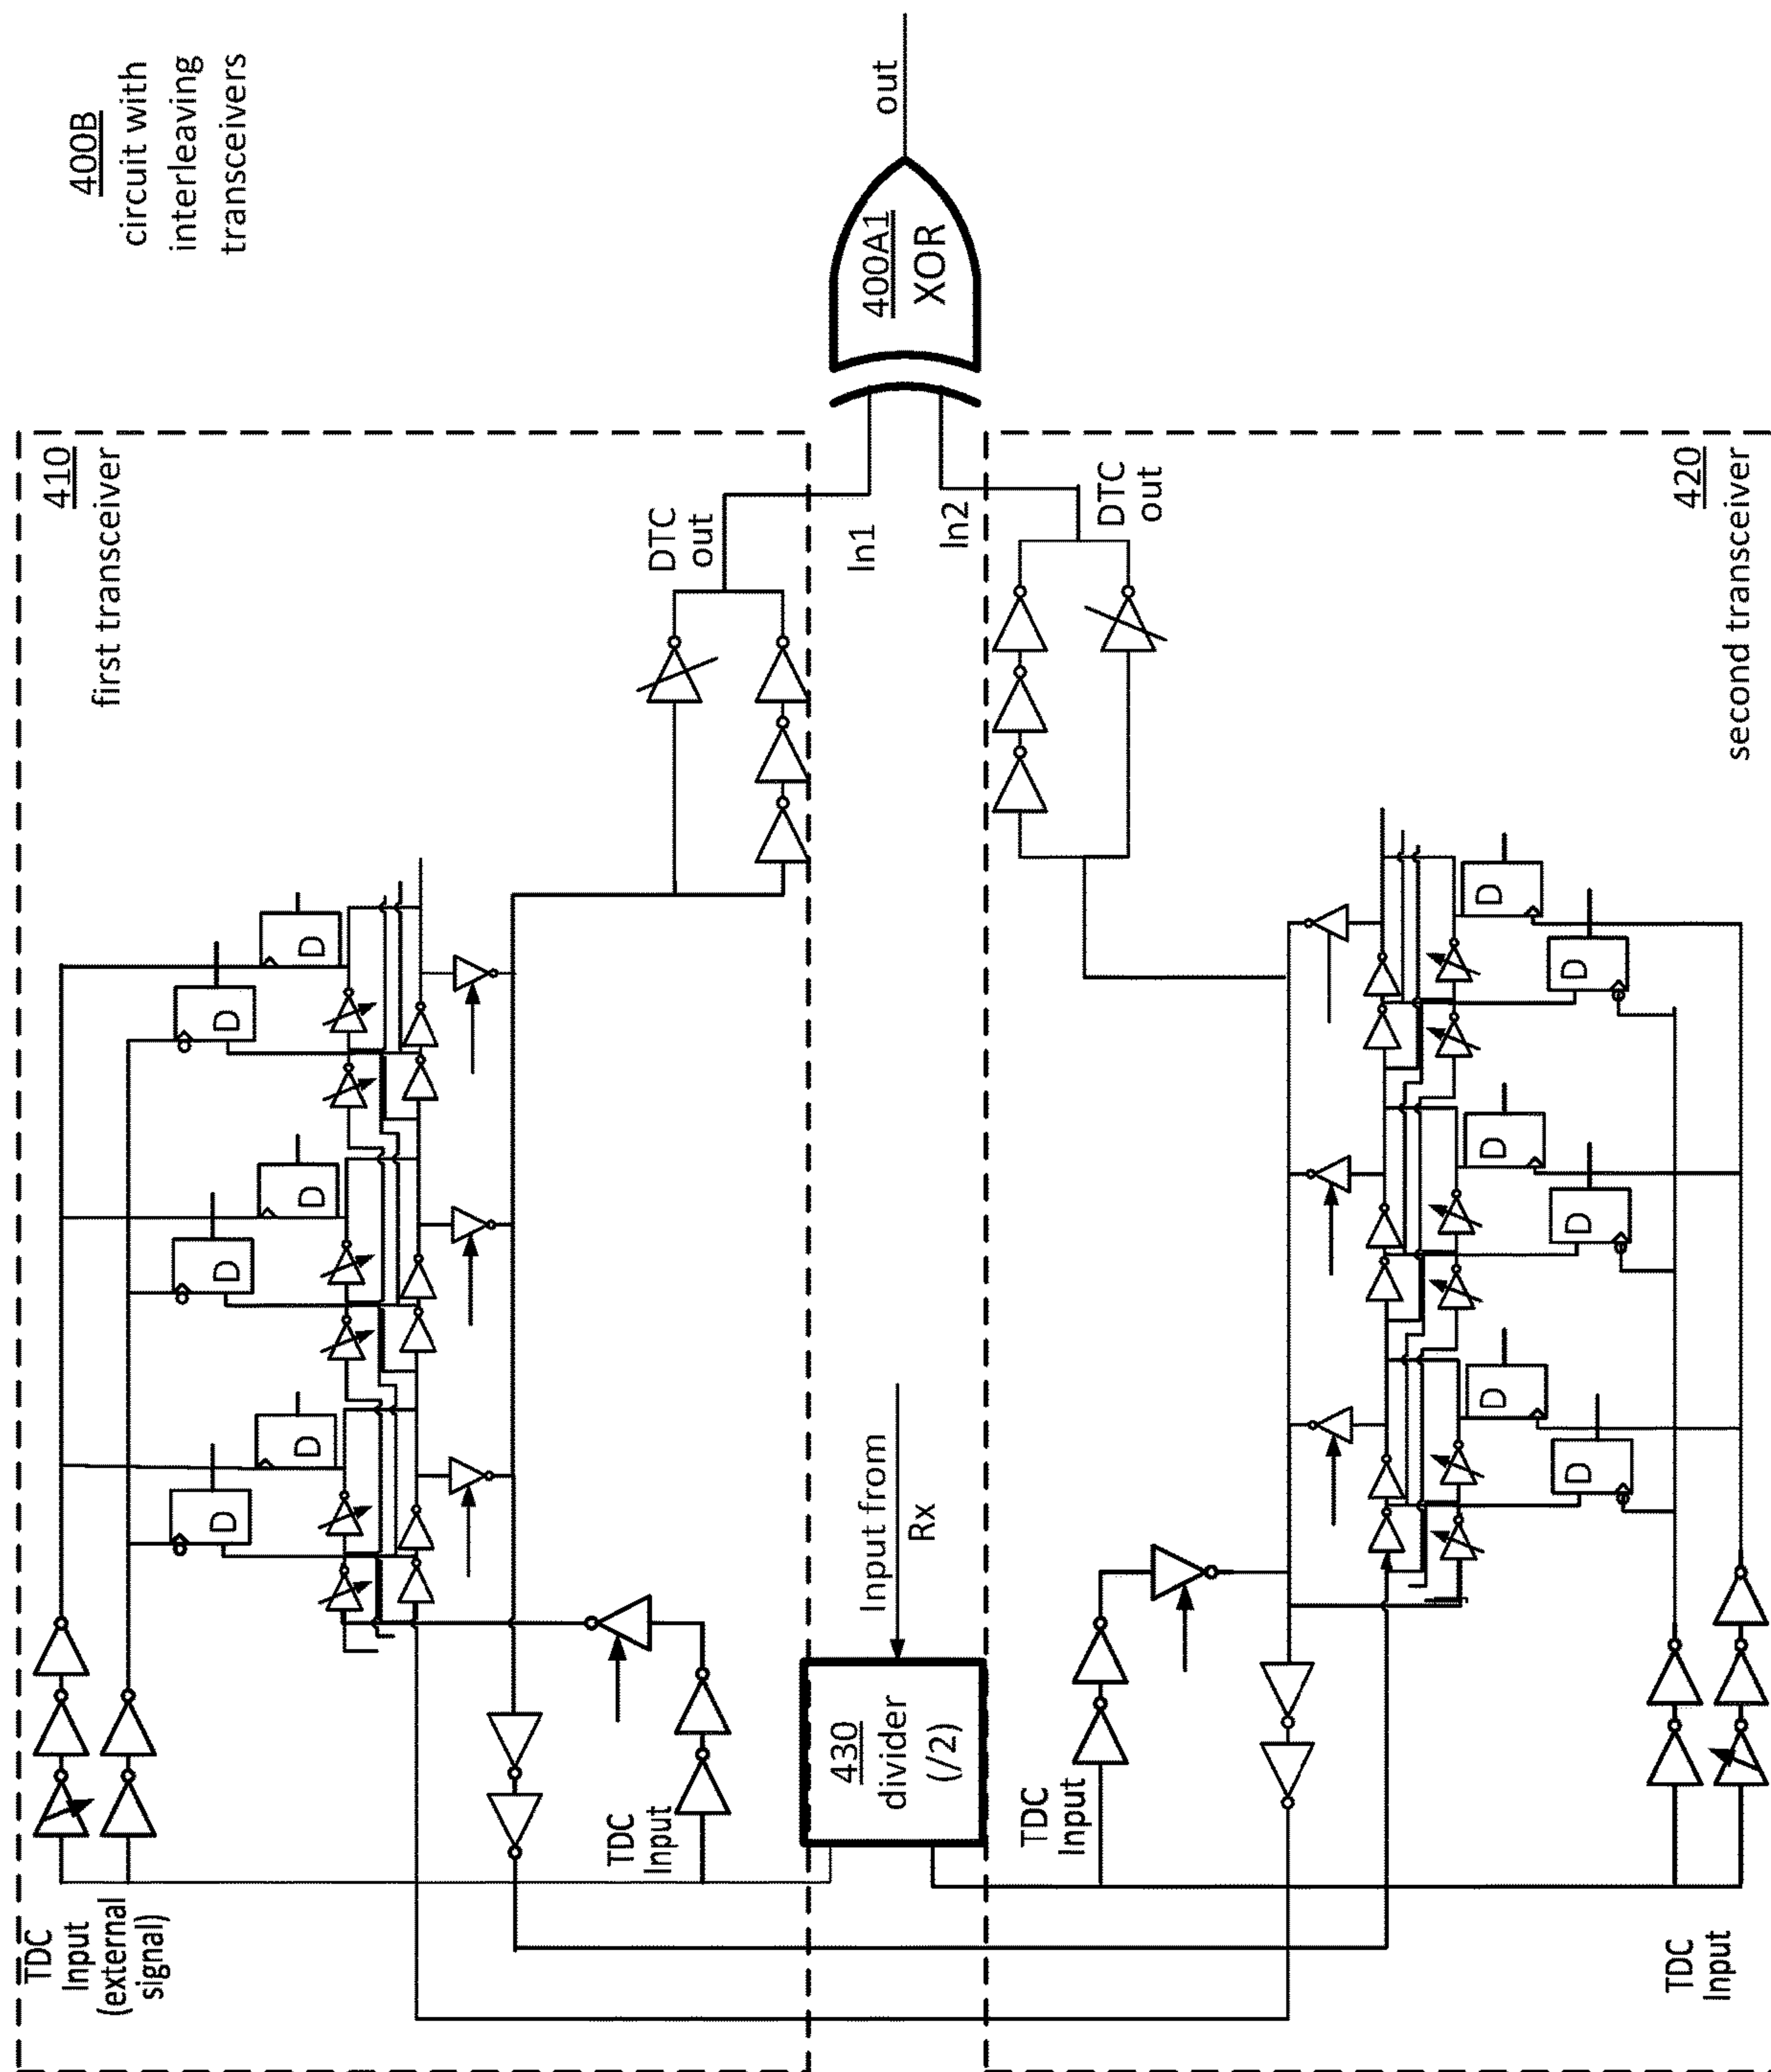 400B
circuit with
interleaving
transceivers
410
first transceiver
TDC
Input
(external
signal)
D
D
D
D
D
D
TDC
Input
DTC
out
430
divider
(/2)
Input from
Rx
In1
In2
400A1
XOR
out
TDC
Input
DTC
out
D
D
D
D
D
D
TDC
Input
420
second transceiver